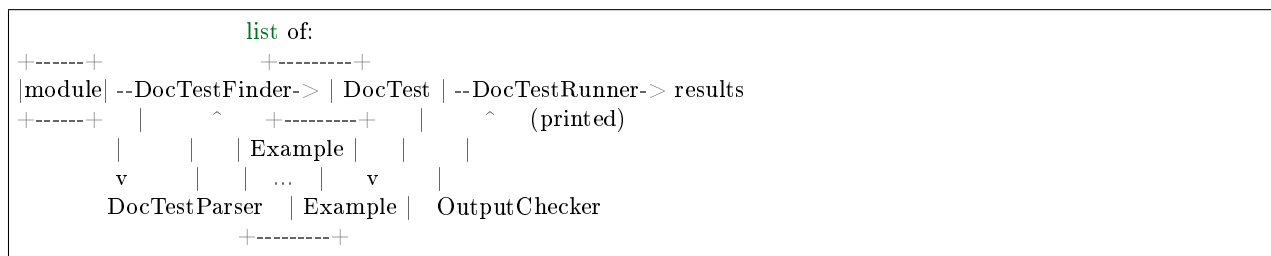 list of:
+------+ +---------+
|module| --DocTestFinder-> | DocTest | --DocTestRunner-> results
+------+ | ^ +---------+ | ^ (printed)
| | | Example | | |
v | | ... | v |
DocTestParser | Example | OutputChecker
+---------+